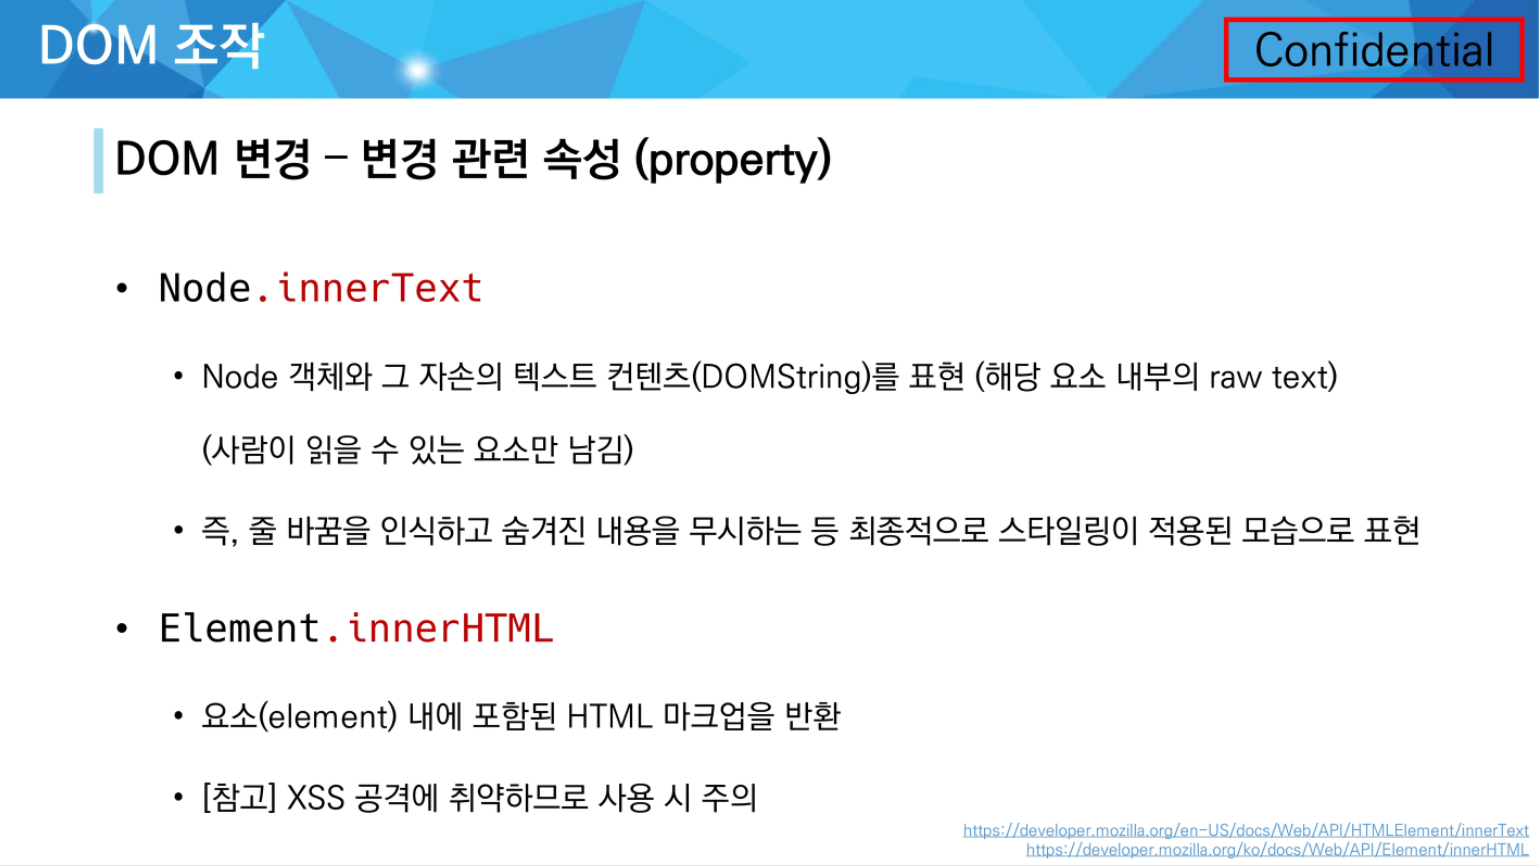 DOM 조작
Confidential
DOM 변경 – 변경 관련 속성 (property)
• Node.innerText
• Node 객체와 그 자손의 텍스트 컨텐츠(DOMString)를 표현 (해당 요소 내부의 raw text)
(사람이 읽을 수 있는 요소만 남김)
• 즉, 줄 바꿈을 인식하고 숨겨진 내용을 무시하는 등 최종적으로 스타일링이 적용된 모습으로 표현
• Element.innerHTML
• 요소(element) 내에 포함된 HTML 마크업을 반환
• [참고] XSS 공격에 취약하므로 사용 시 주의
https://developer.mozilla.org/en-US/docs/Web/API/HTMLElement/innerText
https://developer.mozilla.org/ko/docs/Web/API/Element/innerHTML